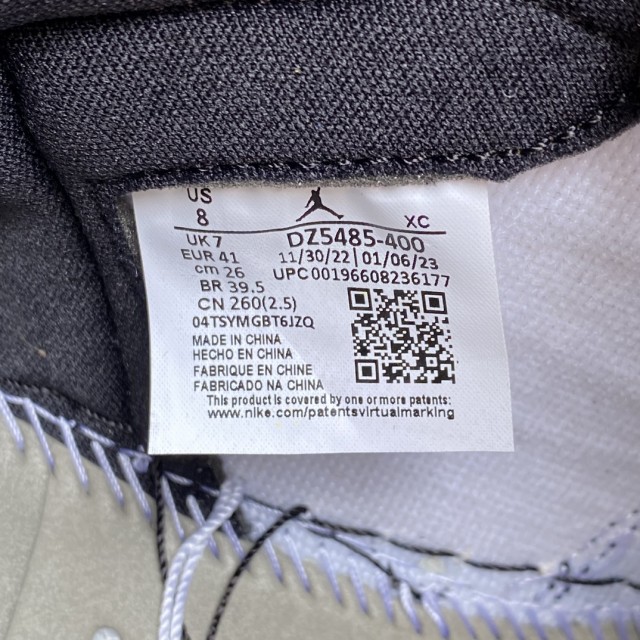 US
8
XC
UK 7
DZ5485-400
EUR 41
11/30/22 | 01/06/23
cm 26
UPC00196608236177
BR 39.5
CN 260(2.5)
04TSYMGBT6JZQ
MADE IN CHINA
HECHO EN CHINA
FABRIQUE EN CHINE
FABRICADO NA CHINA
This product is covered by one or more patents:
www.nike.com/patentsvirtualmarking